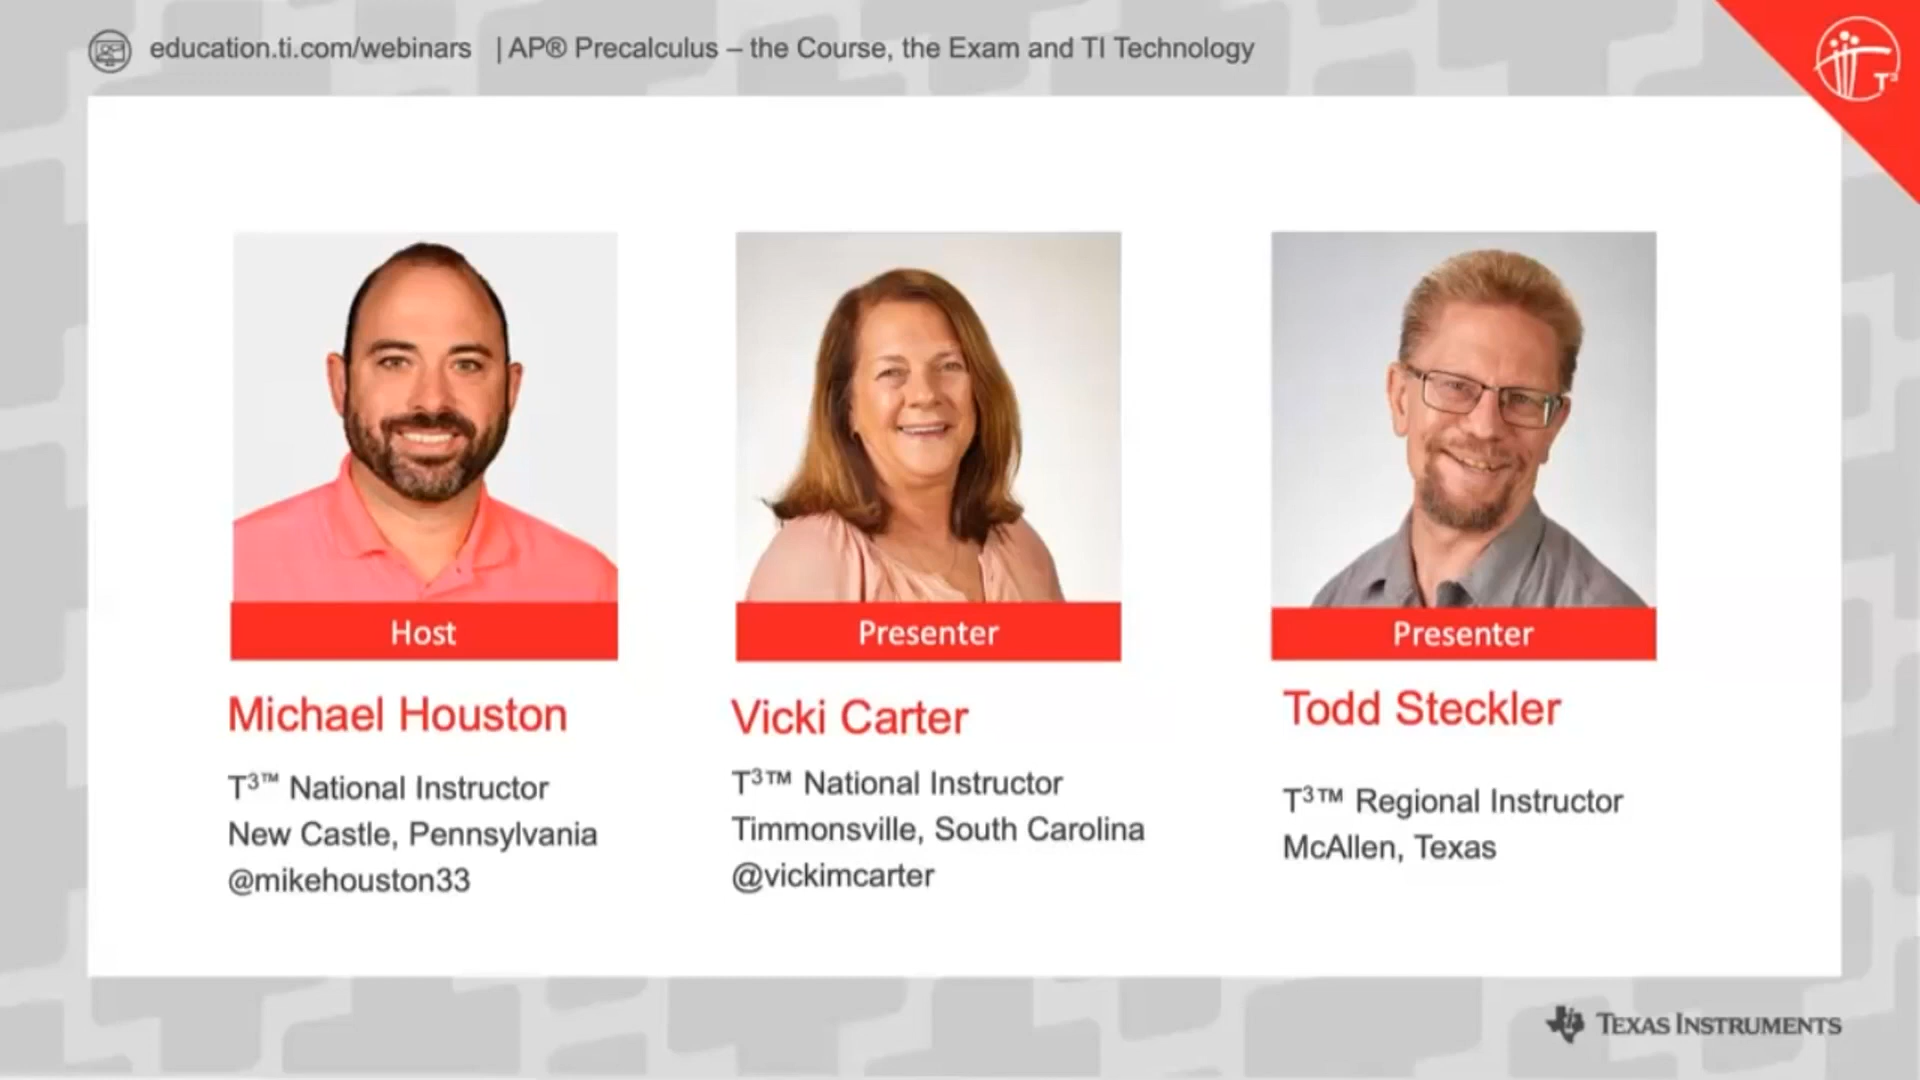 education.ti.com/webinars | AP® Precalculus – the Course, the Exam and TI Technology
T³
Host
Michael Houston
T³™ National Instructor
New Castle, Pennsylvania
@mikehouston33
Presenter
Vicki Carter
T³™ National Instructor
Timmonsville, South Carolina
@vickimcarter
Presenter
Todd Steckler
T³™ Regional Instructor
McAllen, Texas
TEXAS INSTRUMENTS